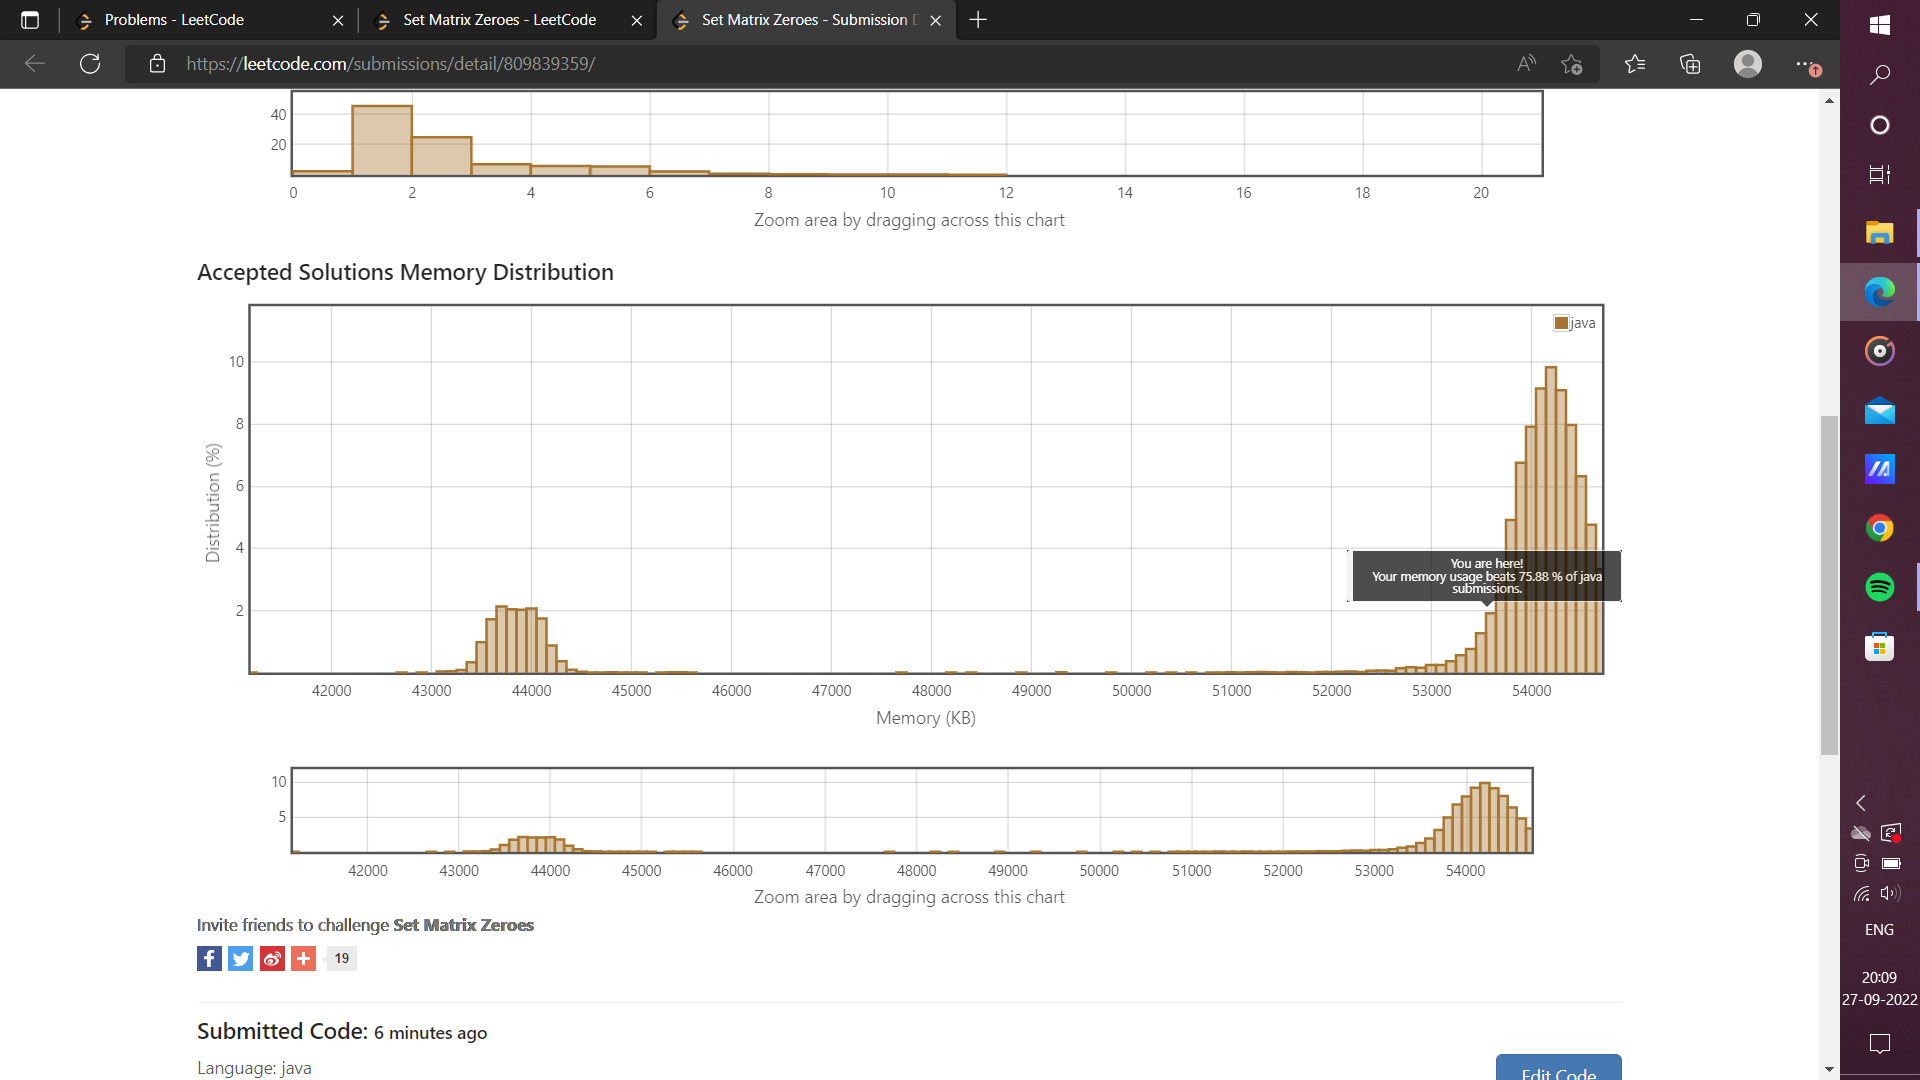 Problems - LeetCode
Set Matrix Zeroes - LeetCode
Set Matrix Zeroes - Submission D
https://leetcode.com/submissions/detail/809839359/
40
20
0 2 4 6 8 10 12 14 16 18 20
Zoom area by dragging across this chart
Accepted Solutions Memory Distribution
java
Distribution (%)
10
8
6
4
2
You are here!
Your memory usage beats 75.88 % of java
submissions.
42000 43000 44000 45000 46000 47000 48000 49000 50000 51000 52000 53000 54000
Memory (KB)
10
5
42000 43000 44000 45000 46000 47000 48000 49000 50000 51000 52000 53000 54000
Zoom area by dragging across this chart
Invite friends to challenge Set Matrix Zeroes
19
Submitted Code: 6 minutes ago
Language: java
Edit Code
ENG
20:09
27-09-2022